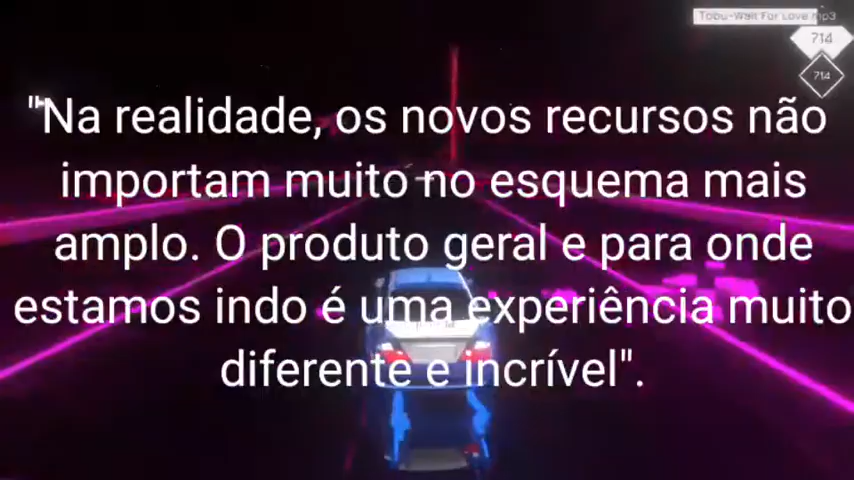 Tobu-Wait For Love.mp3
714
714
"Na realidade, os novos recursos não
importam muito no esquema mais
amplo. O produto geral e para onde
estamos indo é uma experiência muito
diferente e incrível".